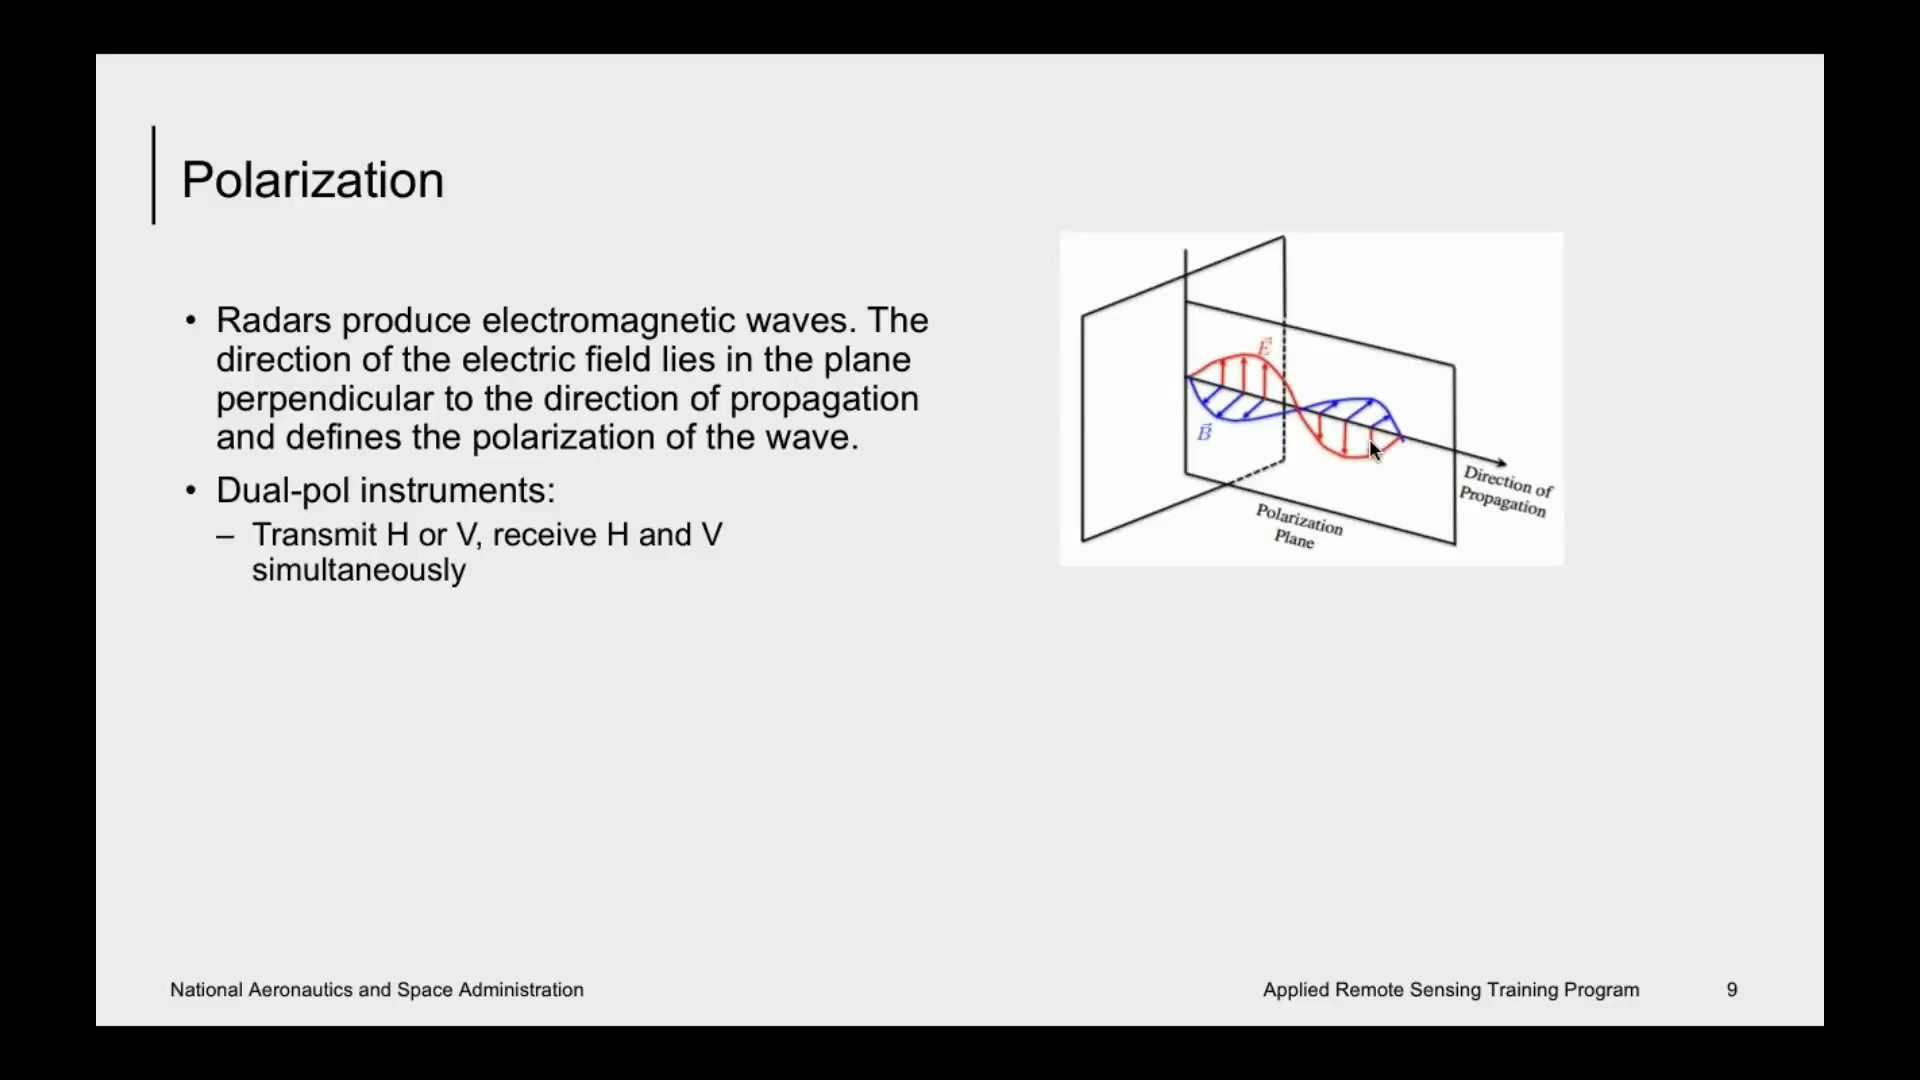 Polarization
• Radars produce electromagnetic waves. The
direction of the electric field lies in the plane
perpendicular to the direction of propagation
and defines the polarization of the wave.
• Dual-pol instruments:
– Transmit H or V, receive H and V
simultaneously
E⃗
B⃗
Direction of
Propagation
Polarization
Plane
National Aeronautics and Space Administration
Applied Remote Sensing Training Program
9